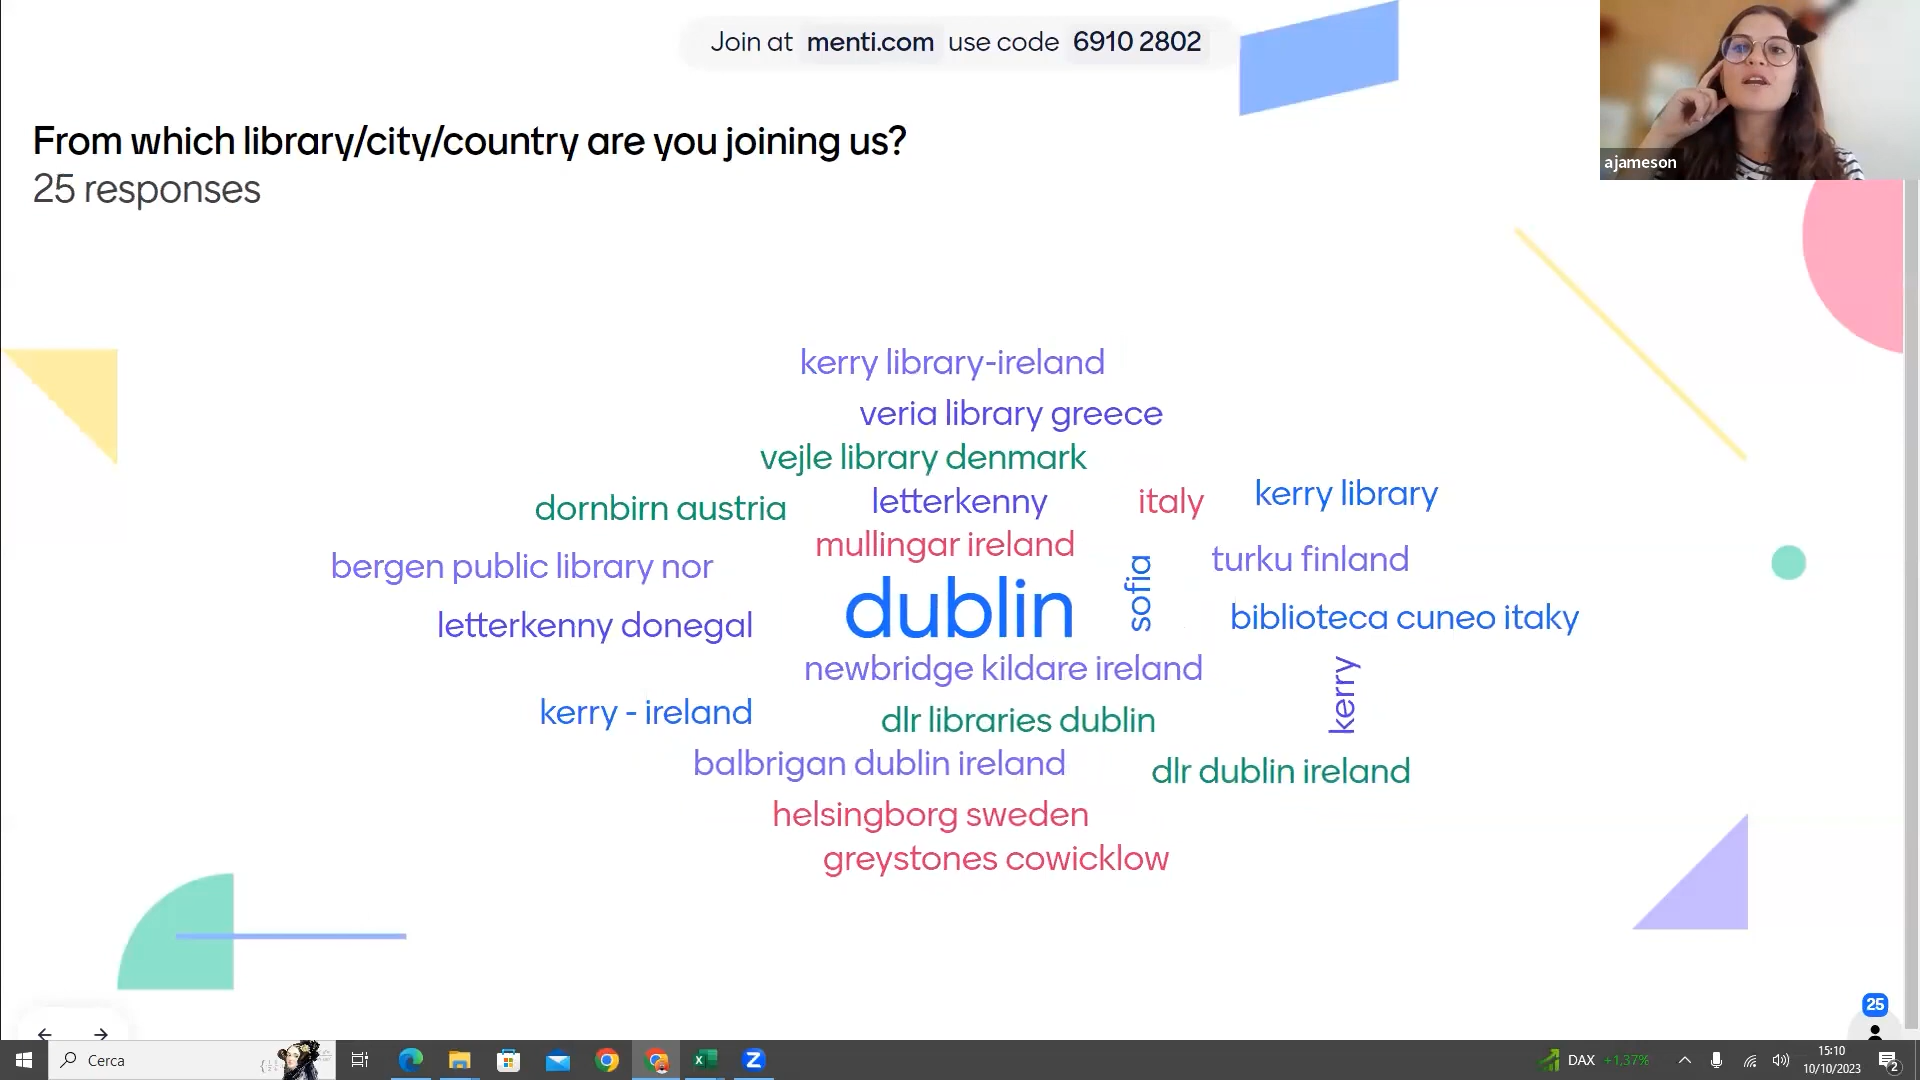 Join at menti.com use code 6910 2802
ajameson
From which library/city/country are you joining us?
25 responses
kerry library-ireland
veria library greece
vejle library denmark
dornbirn austria
letterkenny
italy
kerry library
mullingar ireland
bergen public library nor
sofia
turku finland
dublin
letterkenny donegal
biblioteca cuneo itaky
newbridge kildare ireland
kerry
kerry - ireland
dlr libraries dublin
balbrigan dublin ireland
dlr dublin ireland
helsingborg sweden
greystones cowicklow
25
Cerca
DAX +1,37%
15:10
10/10/2023
2